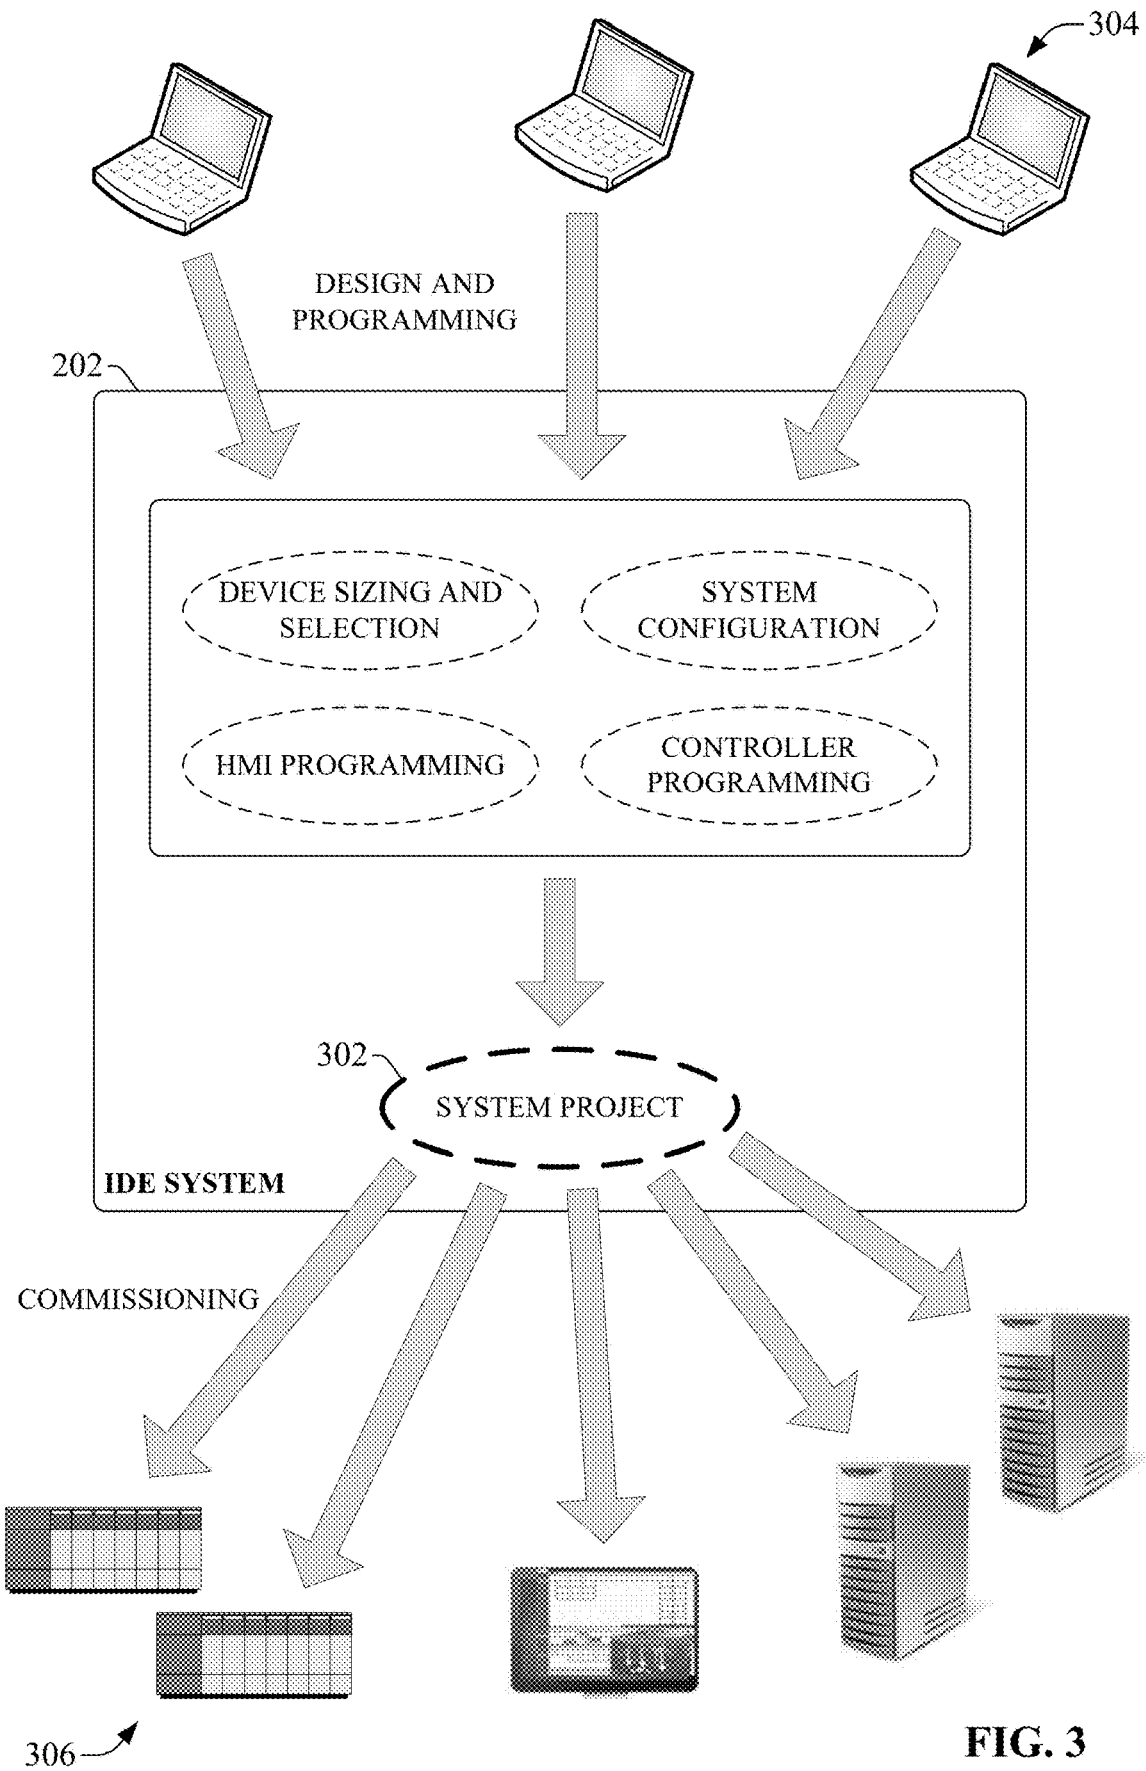 304
DESIGN AND
PROGRAMMING
202
DEVICE SIZING AND
SELECTION
SYSTEM
CONFIGURATION
HMI PROGRAMMING
CONTROLLER
PROGRAMMING
302
SYSTEM PROJECT
IDE SYSTEM
COMMISSIONING
306
FIG. 3